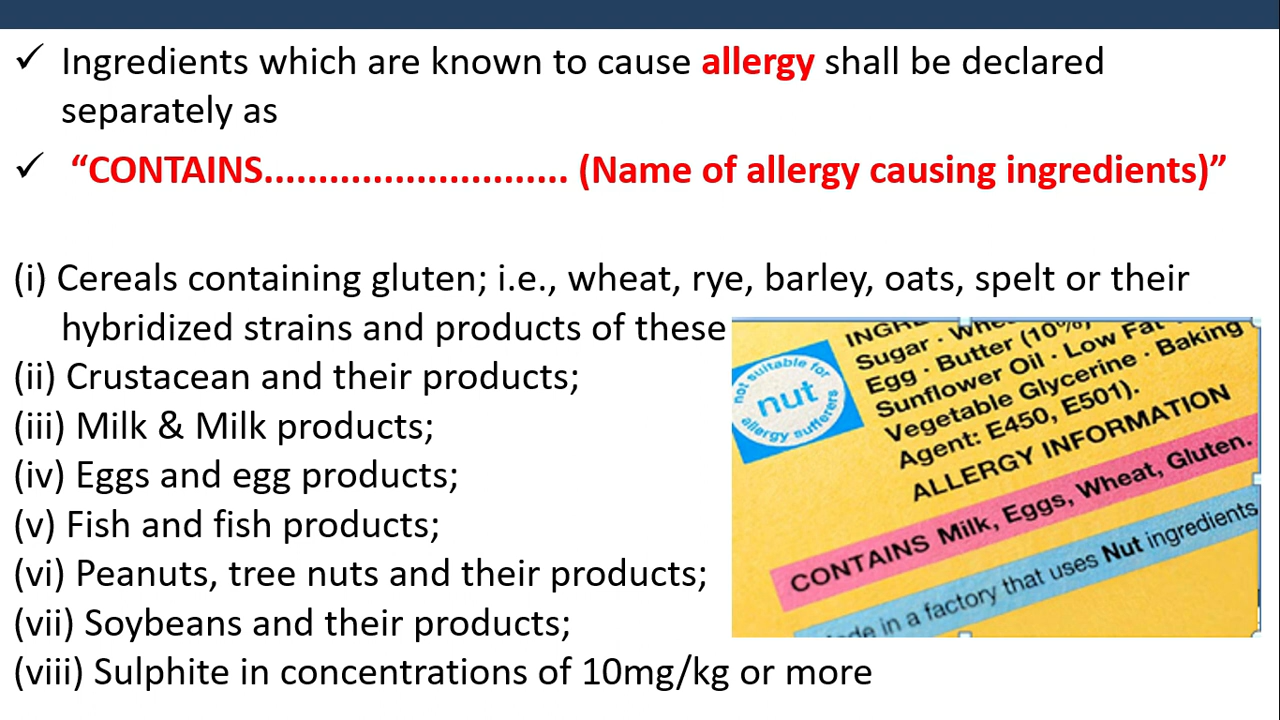 ✓ Ingredients which are known to cause allergy shall be declared
separately as
✓ “CONTAINS............................ (Name of allergy causing ingredients)”
(i) Cereals containing gluten; i.e., wheat, rye, barley, oats, spelt or their
hybridized strains and products of these
(ii) Crustacean and their products;
(iii) Milk & Milk products;
(iv) Eggs and egg products;
(v) Fish and fish products;
(vi) Peanuts, tree nuts and their products;
(vii) Soybeans and their products;
(viii) Sulphite in concentrations of 10mg/kg or more
not suitable for
nut
allergy sufferers
Sugar ·
Egg · Butter (10%)
Sunflower Oil · Low Fat
Vegetable Glycerine · Baking
Agent: E450, E501).
ALLERGY INFORMATION
CONTAINS Milk, Eggs, Wheat, Gluten.
in a factory that uses Nut ingredients